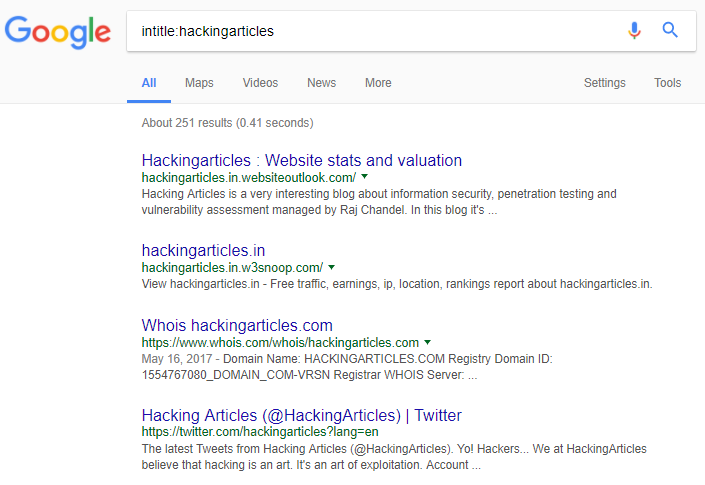 Google
intitle:hackingarticles
All Maps Videos News More Settings Tools
About 251 results (0.41 seconds)
Hackingarticles : Website stats and valuation
hackingarticles.in.websiteoutlook.com/
Hacking Articles is a very interesting blog about information security, penetration testing and
vulnerability assessment managed by Raj Chandel. In this blog it's ...
hackingarticles.in
hackingarticles.in.w3snoop.com/
View hackingarticles.in - Free traffic, earnings, ip, location, rankings report about hackingarticles.in.
Whois hackingarticles.com
https://www.whois.com/whois/hackingarticles.com
May 16, 2017 - Domain Name: HACKINGARTICLES.COM Registry Domain ID:
1554767080_DOMAIN_COM-VRSN Registrar WHOIS Server: ...
Hacking Articles (@HackingArticles) | Twitter
https://twitter.com/hackingarticles?lang=en
The latest Tweets from Hacking Articles (@HackingArticles). Yo! Hackers... We at HackingArticles
believe that hacking is an art. It's an art of exploitation. Account ...